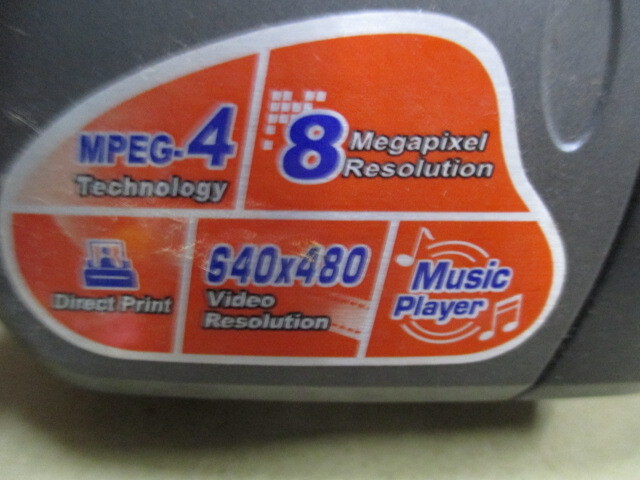 MPEG-4
Technology
8 Megapixel
Resolution
Direct Print
640x480
Video
Resolution
Music
Player